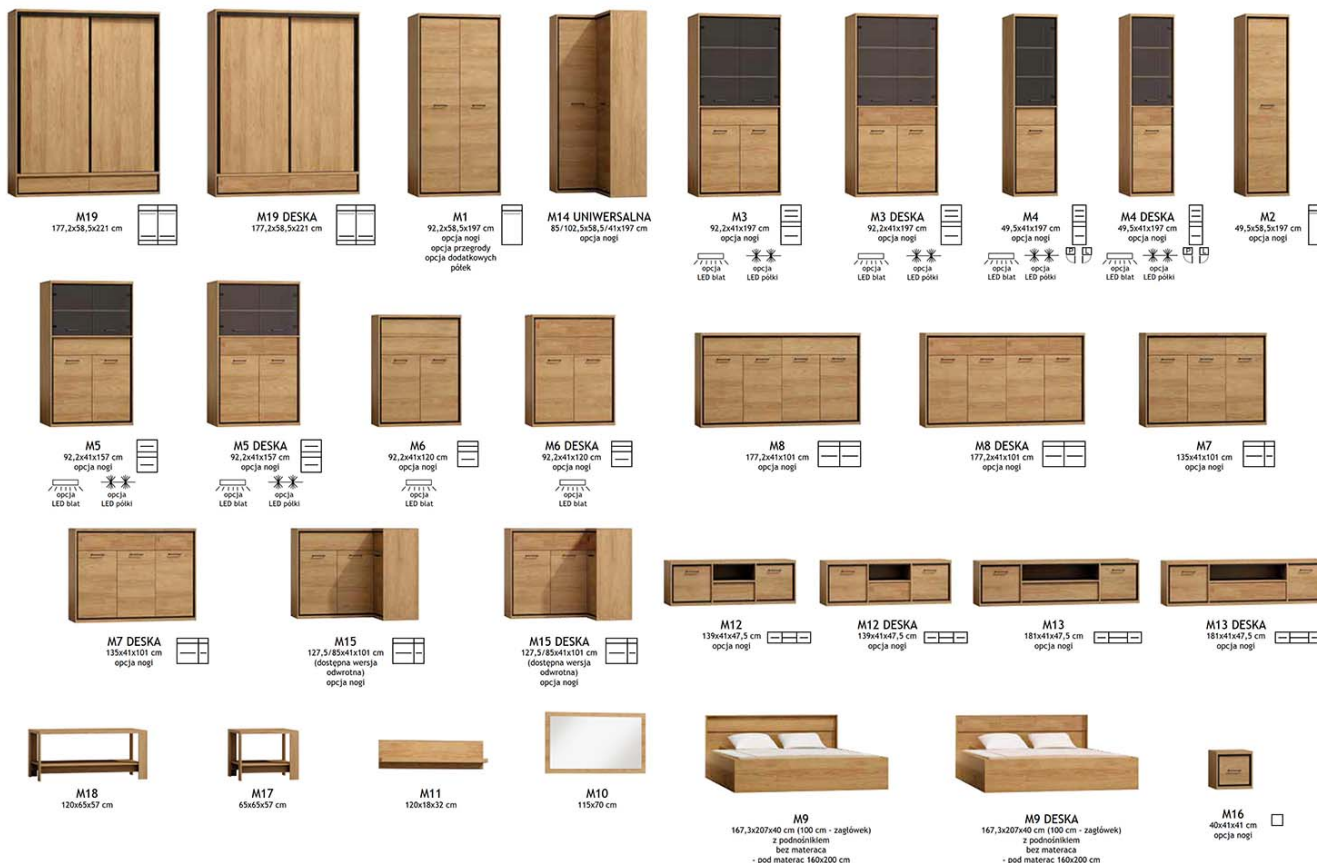 M19
177,2x58,5x221 cm
M19 DESKA
177,2x58,5x221 cm
M1
92,2x58,5x197 cm
opcja nogi
opcja przegrody
opcja dodatkowych
półek
M14 UNIWERSALNA
85/102,5x58,5/41x197 cm
opcja nogi
M3
92,2x41x197 cm
opcja nogi
opcja
LED blat
opcja
LED półki
M3 DESKA
92,2x41x197 cm
opcja nogi
opcja
LED blat
opcja
LED półki
M4
49,5x41x197 cm
opcja nogi
opcja
LED blat
opcja
LED półki
P L
M4 DESKA
49,5x41x197 cm
opcja nogi
opcja
LED blat
opcja
LED półki
P L
M2
49,5x58,5x197 cm
opcja nogi
M5
92,2x41x157 cm
opcja nogi
opcja
LED blat
opcja
LED półki
M5 DESKA
92,2x41x157 cm
opcja nogi
opcja
LED blat
opcja
LED półki
M6
92,2x41x120 cm
opcja nogi
opcja
LED blat
M6 DESKA
92,2x41x120 cm
opcja nogi
opcja
LED blat
M8
177,2x41x101 cm
opcja nogi
M8 DESKA
177,2x41x101 cm
opcja nogi
M7
135x41x101 cm
opcja nogi
M7 DESKA
135x41x101 cm
opcja nogi
M15
127,5/85x41x101 cm
(dostępna wersja
odwrotna)
opcja nogi
M15 DESKA
127,5/85x41x101 cm
(dostępna wersja
odwrotna)
opcja nogi
M12
139x41x47,5 cm
opcja nogi
M12 DESKA
139x41x47,5 cm
opcja nogi
M13
181x41x47,5 cm
opcja nogi
M13 DESKA
181x41x47,5 cm
opcja nogi
M18
120x65x57 cm
M17
65x65x57 cm
M11
120x18x32 cm
M10
115x70 cm
M9
167,3x207x40 cm (100 cm - zagłówek)
z podnośnikiem
bez materaca
- pod materac 160x200 cm
M9 DESKA
167,3x207x40 cm (100 cm - zagłówek)
z podnośnikiem
bez materaca
- pod materac 160x200 cm
M16
40x41x41 cm
opcja nogi